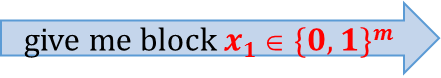 give me block x₁ ∈ {0, 1}ᵐ